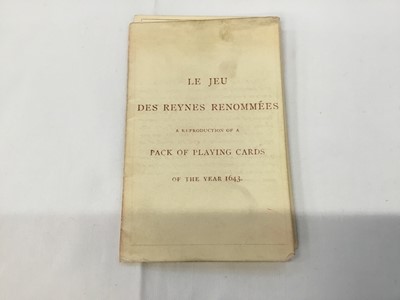 LE JEU
DES REYNES RENOMMÉES
A REPRODUCTION OF A
PACK OF PLAYING CARDS
OF THE YEAR 1643.